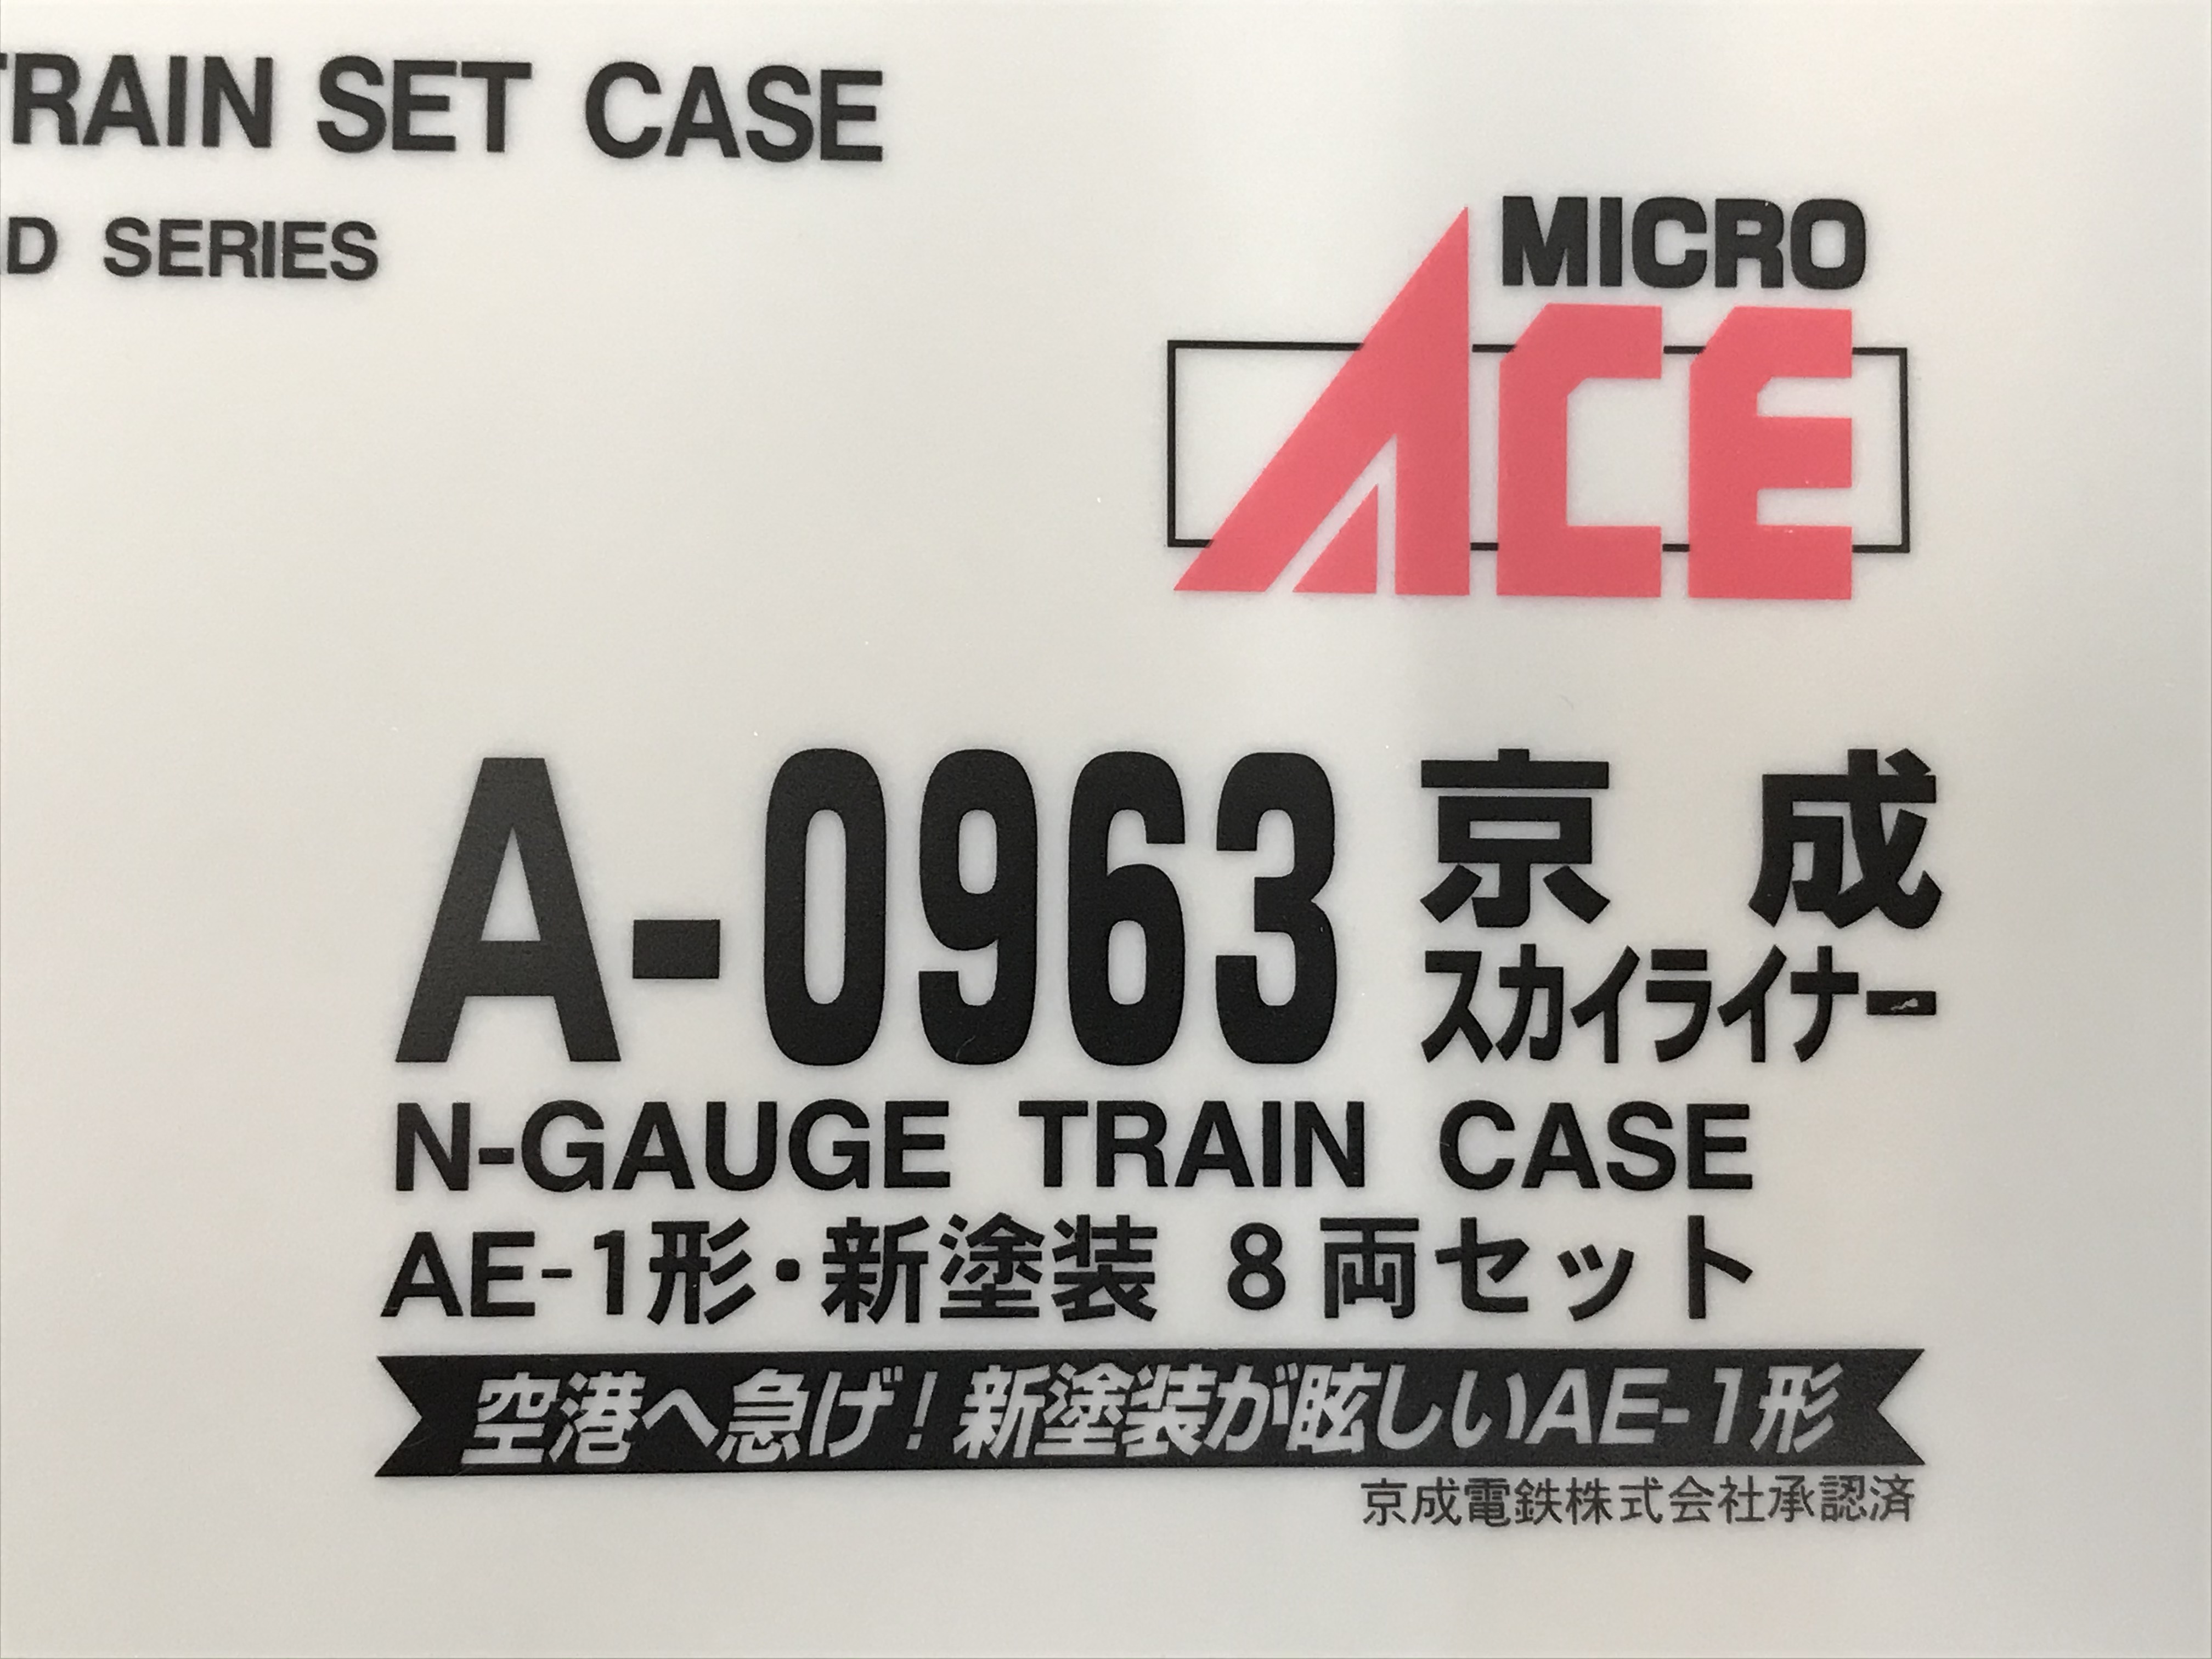 TRAIN SET CASE
D SERIES
MICRO
ACE
A-0963 京成
スカイライナー
N-GAUGE TRAIN CASE
AE-1形・新塗装 8両セット
空港へ急げ!新塗装が眩しいAE-1形
京成電鉄株式会社承認済